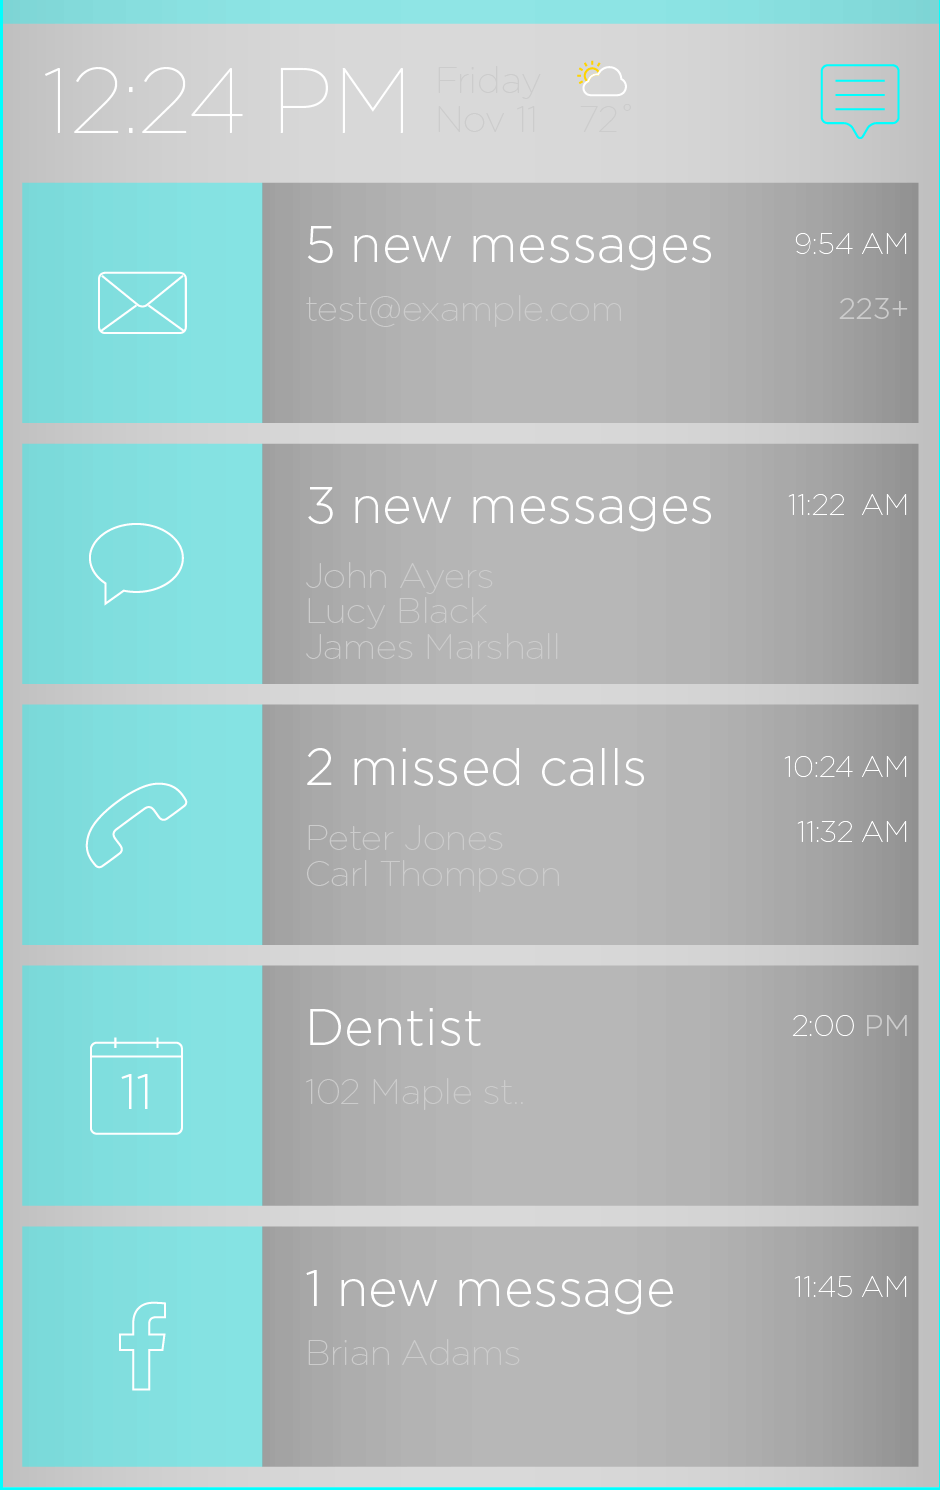 12:24 PM
Friday
Nov 11
72°
5 new messages
9:54 AM
test@example.com
223+
3 new messages
11:22 AM
John Ayers
Lucy Black
James Marshall
2 missed calls
10:24 AM
11:32 AM
Peter Jones
Carl Thompson
11
Dentist
2:00 PM
102 Maple st..
f
1 new message
11:45 AM
Brian Adams